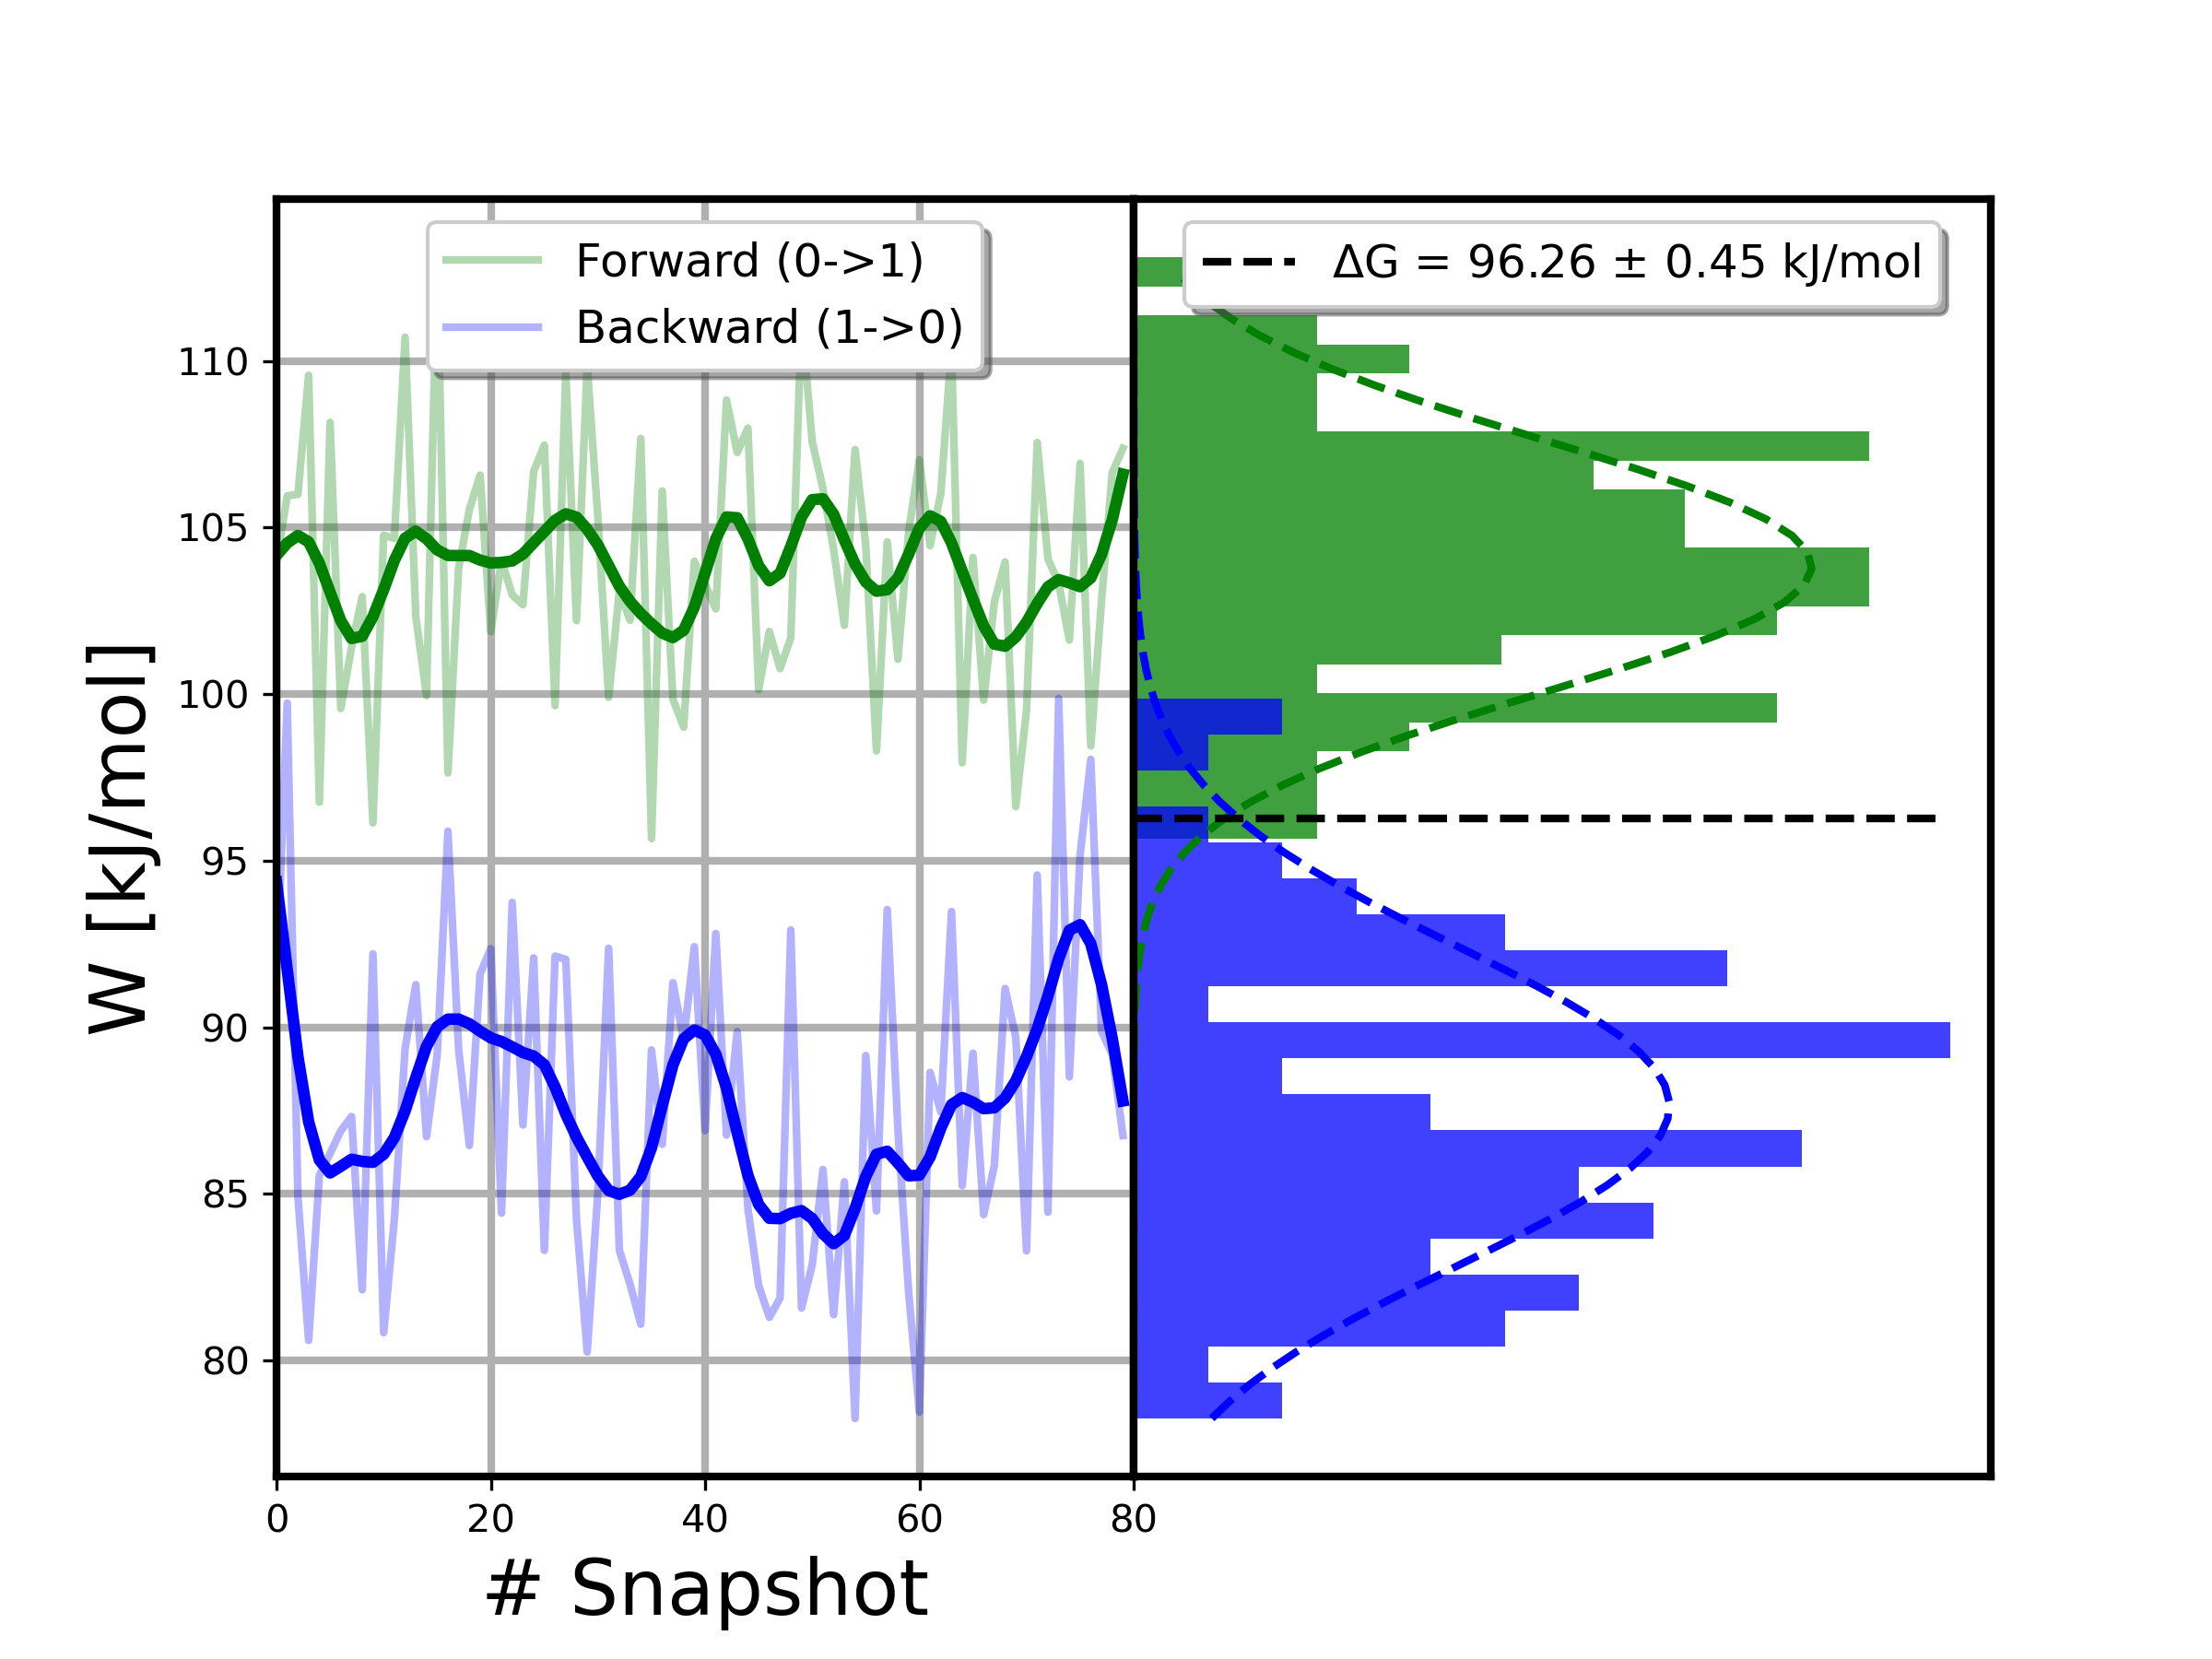 Forward (0->1)
Backward (1->0)
ΔG = 96.26 ± 0.45 kJ/mol
W [kJ/mol]
110
105
100
95
90
85
80
0 20 40 60 80
# Snapshot